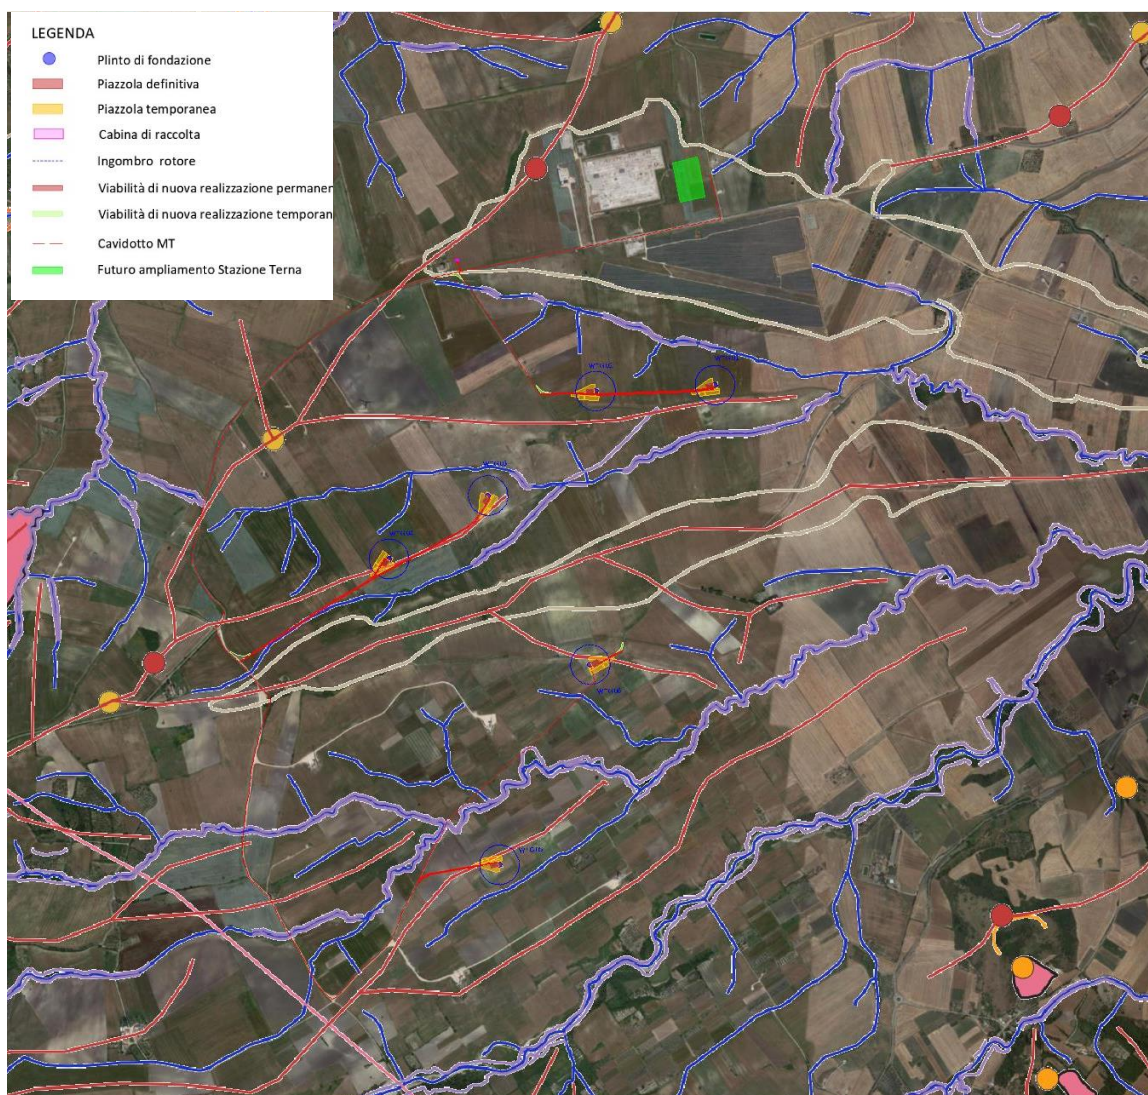 LEGENDA
Plinto di fondazione
Piazzola definitiva
Piazzola temporanea
Cabina di raccolta
Ingombro rotore
Viabilità di nuova realizzazione permanen
Viabilità di nuova realizzazione temporan
Cavidotto MT
Futuro ampliamento Stazione Terna